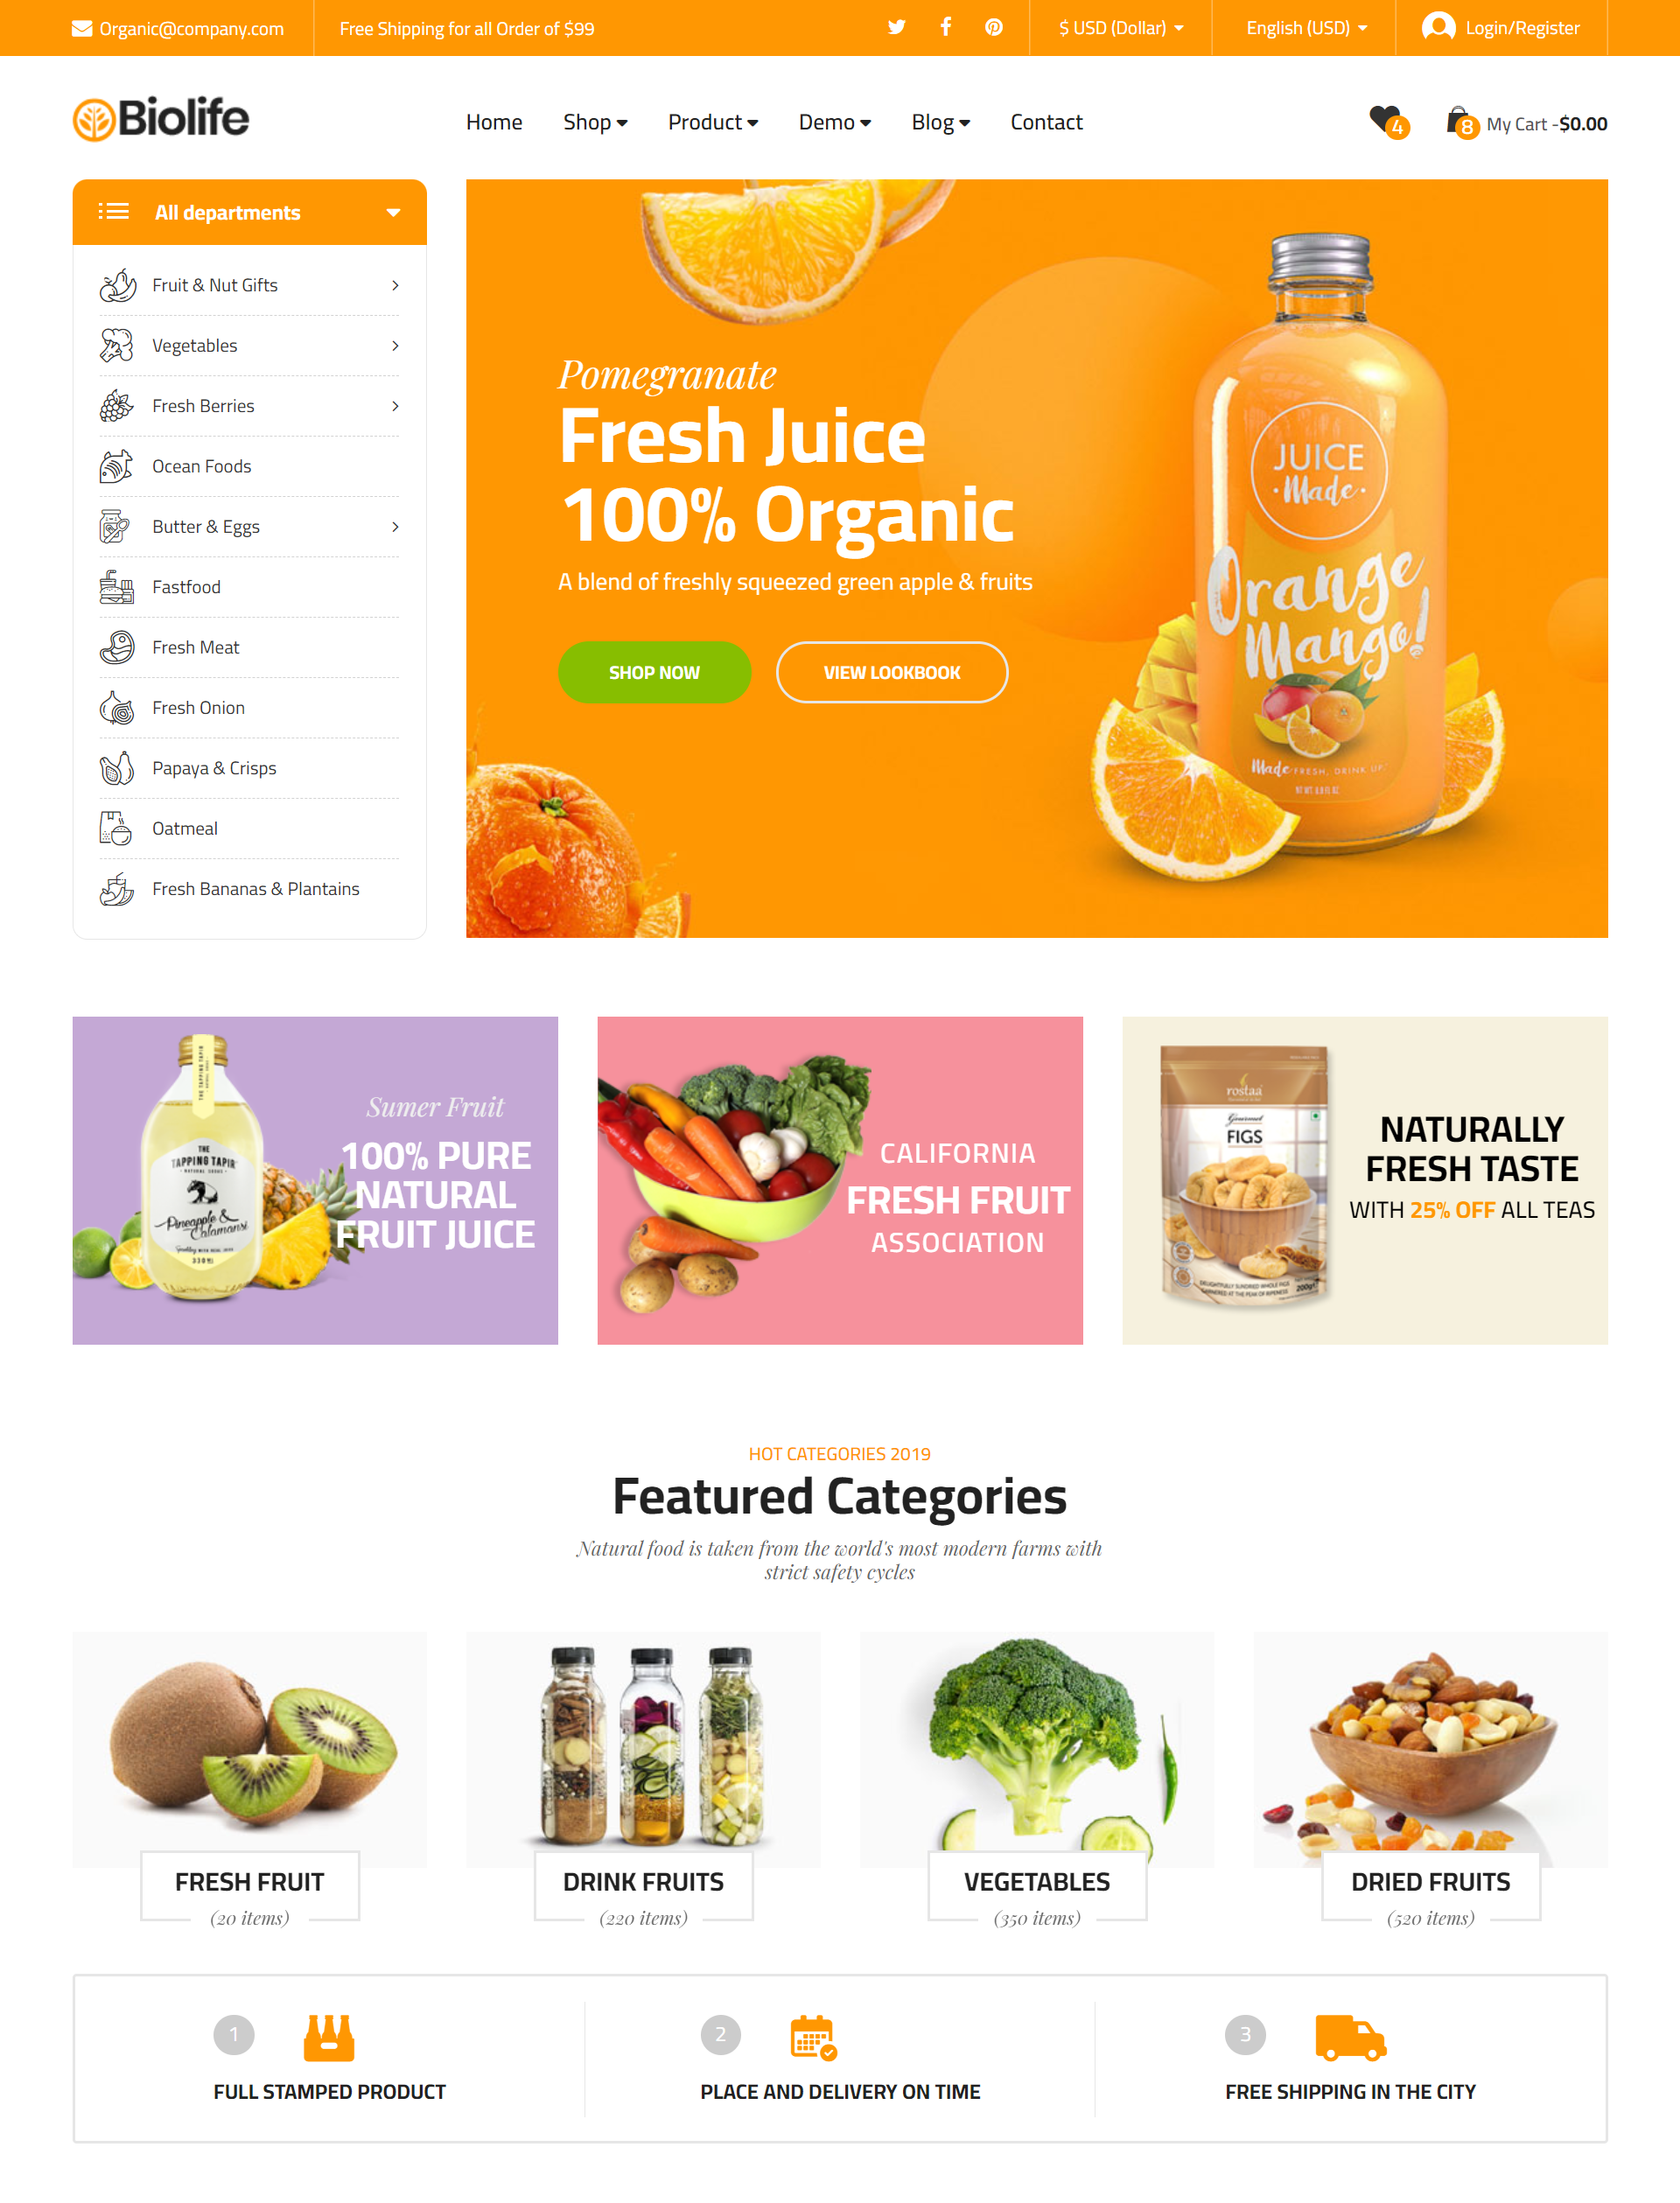 Organic@company.com
Free Shipping for all Order of $99
$ USD (Dollar)
English (USD)
Login/Register
Biolife
Home
Shop
Product
Demo
Blog
Contact
4
8
My Cart -$0.00
All departments
Fruit & Nut Gifts
Vegetables
Fresh Berries
Ocean Foods
Butter & Eggs
Fastfood
Fresh Meat
Fresh Onion
Papaya & Crisps
Oatmeal
Fresh Bananas & Plantains
Pomegranate
Fresh Juice
100% Organic
A blend of freshly squeezed green apple & fruits
SHOP NOW
VIEW LOOKBOOK
JUICE
Made
Orange
Mango!
Made FRESH, DRINK UP
THE
TAPPING TAPIR
Pineapple &
Calamansi
330 ml
Sumer Fruit
100% PURE
NATURAL
FRUIT JUICE
CALIFORNIA
FRESH FRUIT
ASSOCIATION
rostaa
Gourmet
FIGS
200g
NATURALLY
FRESH TASTE
WITH 25% OFF ALL TEAS
HOT CATEGORIES 2019
Featured Categories
Natural food is taken from the world's most modern farms with
strict safety cycles
FRESH FRUIT
(20 items)
DRINK FRUITS
(220 items)
VEGETABLES
(350 items)
DRIED FRUITS
(520 items)
1
FULL STAMPED PRODUCT
2
PLACE AND DELIVERY ON TIME
3
FREE SHIPPING IN THE CITY